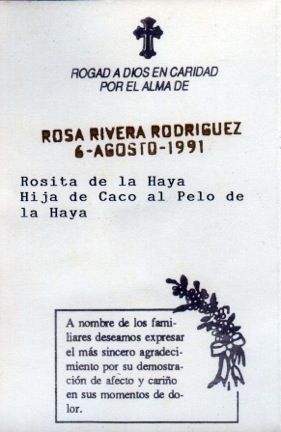 ROGAD A DIOS EN CARIDAD
POR EL ALMA DE
ROSA RIVERA RODRIGUEZ
6-AGOSTO-1991
Rosita de la Haya
Hija de Caco al Pelo de
la Haya
A nombre de los fami-
liares deseamos expresar
el más sincero agradeci-
miento por su demostra-
ción de afecto y cariño
en sus momentos de do-
lor.